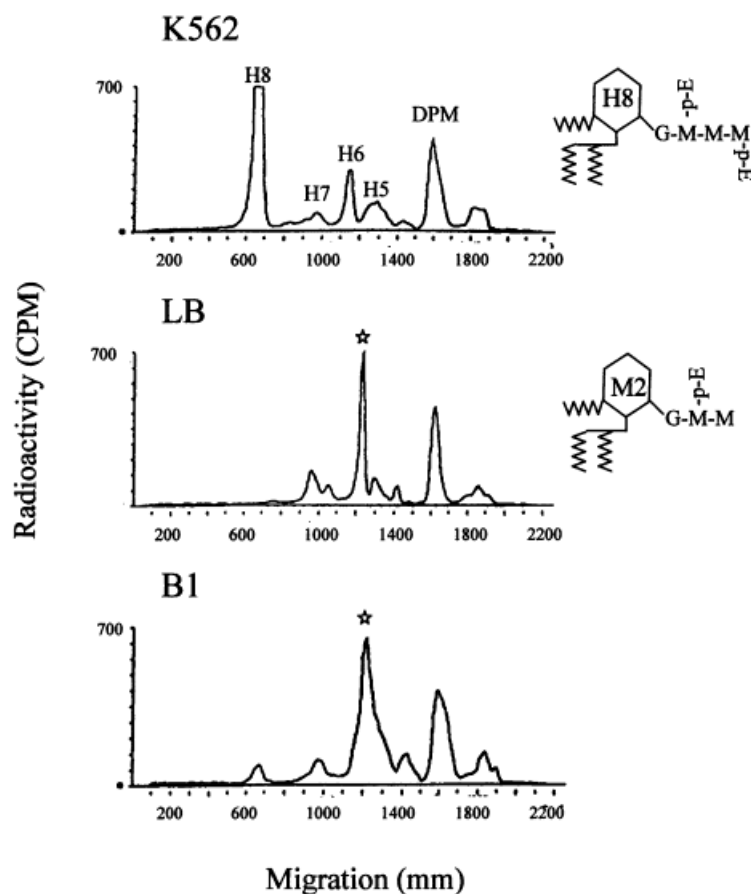 K562
700
H8
H7
H6
H5
DPM
200 600 1000 1400 1800 2200
H8
-p-E
G-M-M-M
-p-E
LB
☆
700
200 600 1000 1400 1800 2200
M2
-p-E
G-M-M
B1
☆
700
200 600 1000 1400 1800 2200
Radioactivity (CPM)
Migration (mm)